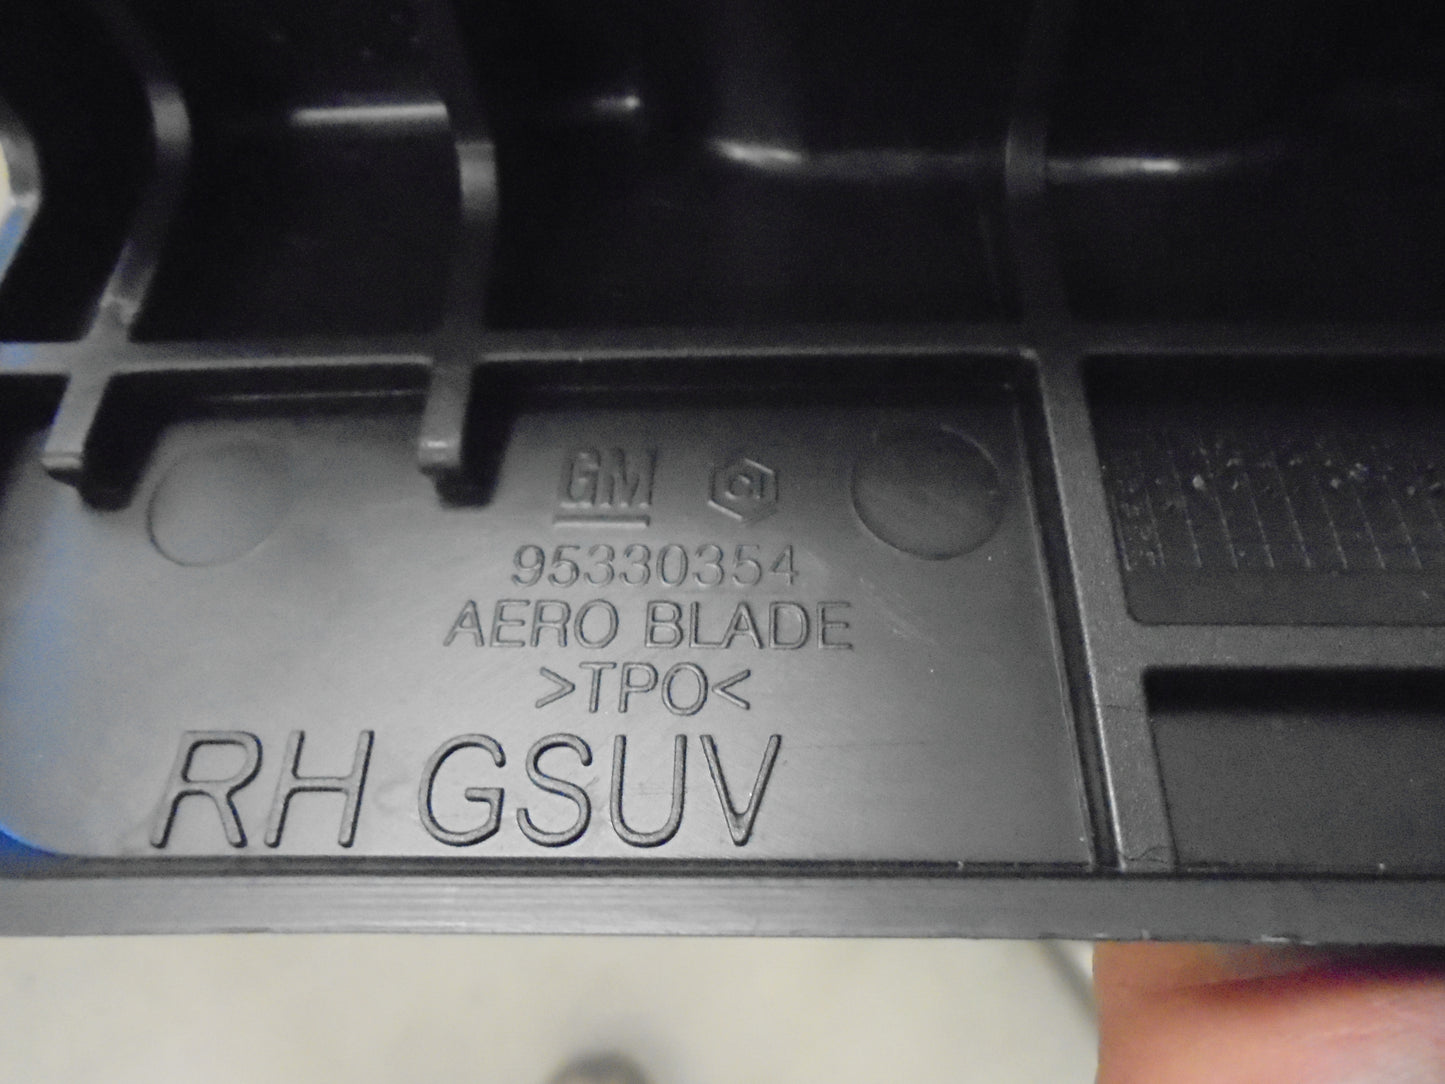 GM
95330354
AERO BLADE
>TPO<
RH GSUV